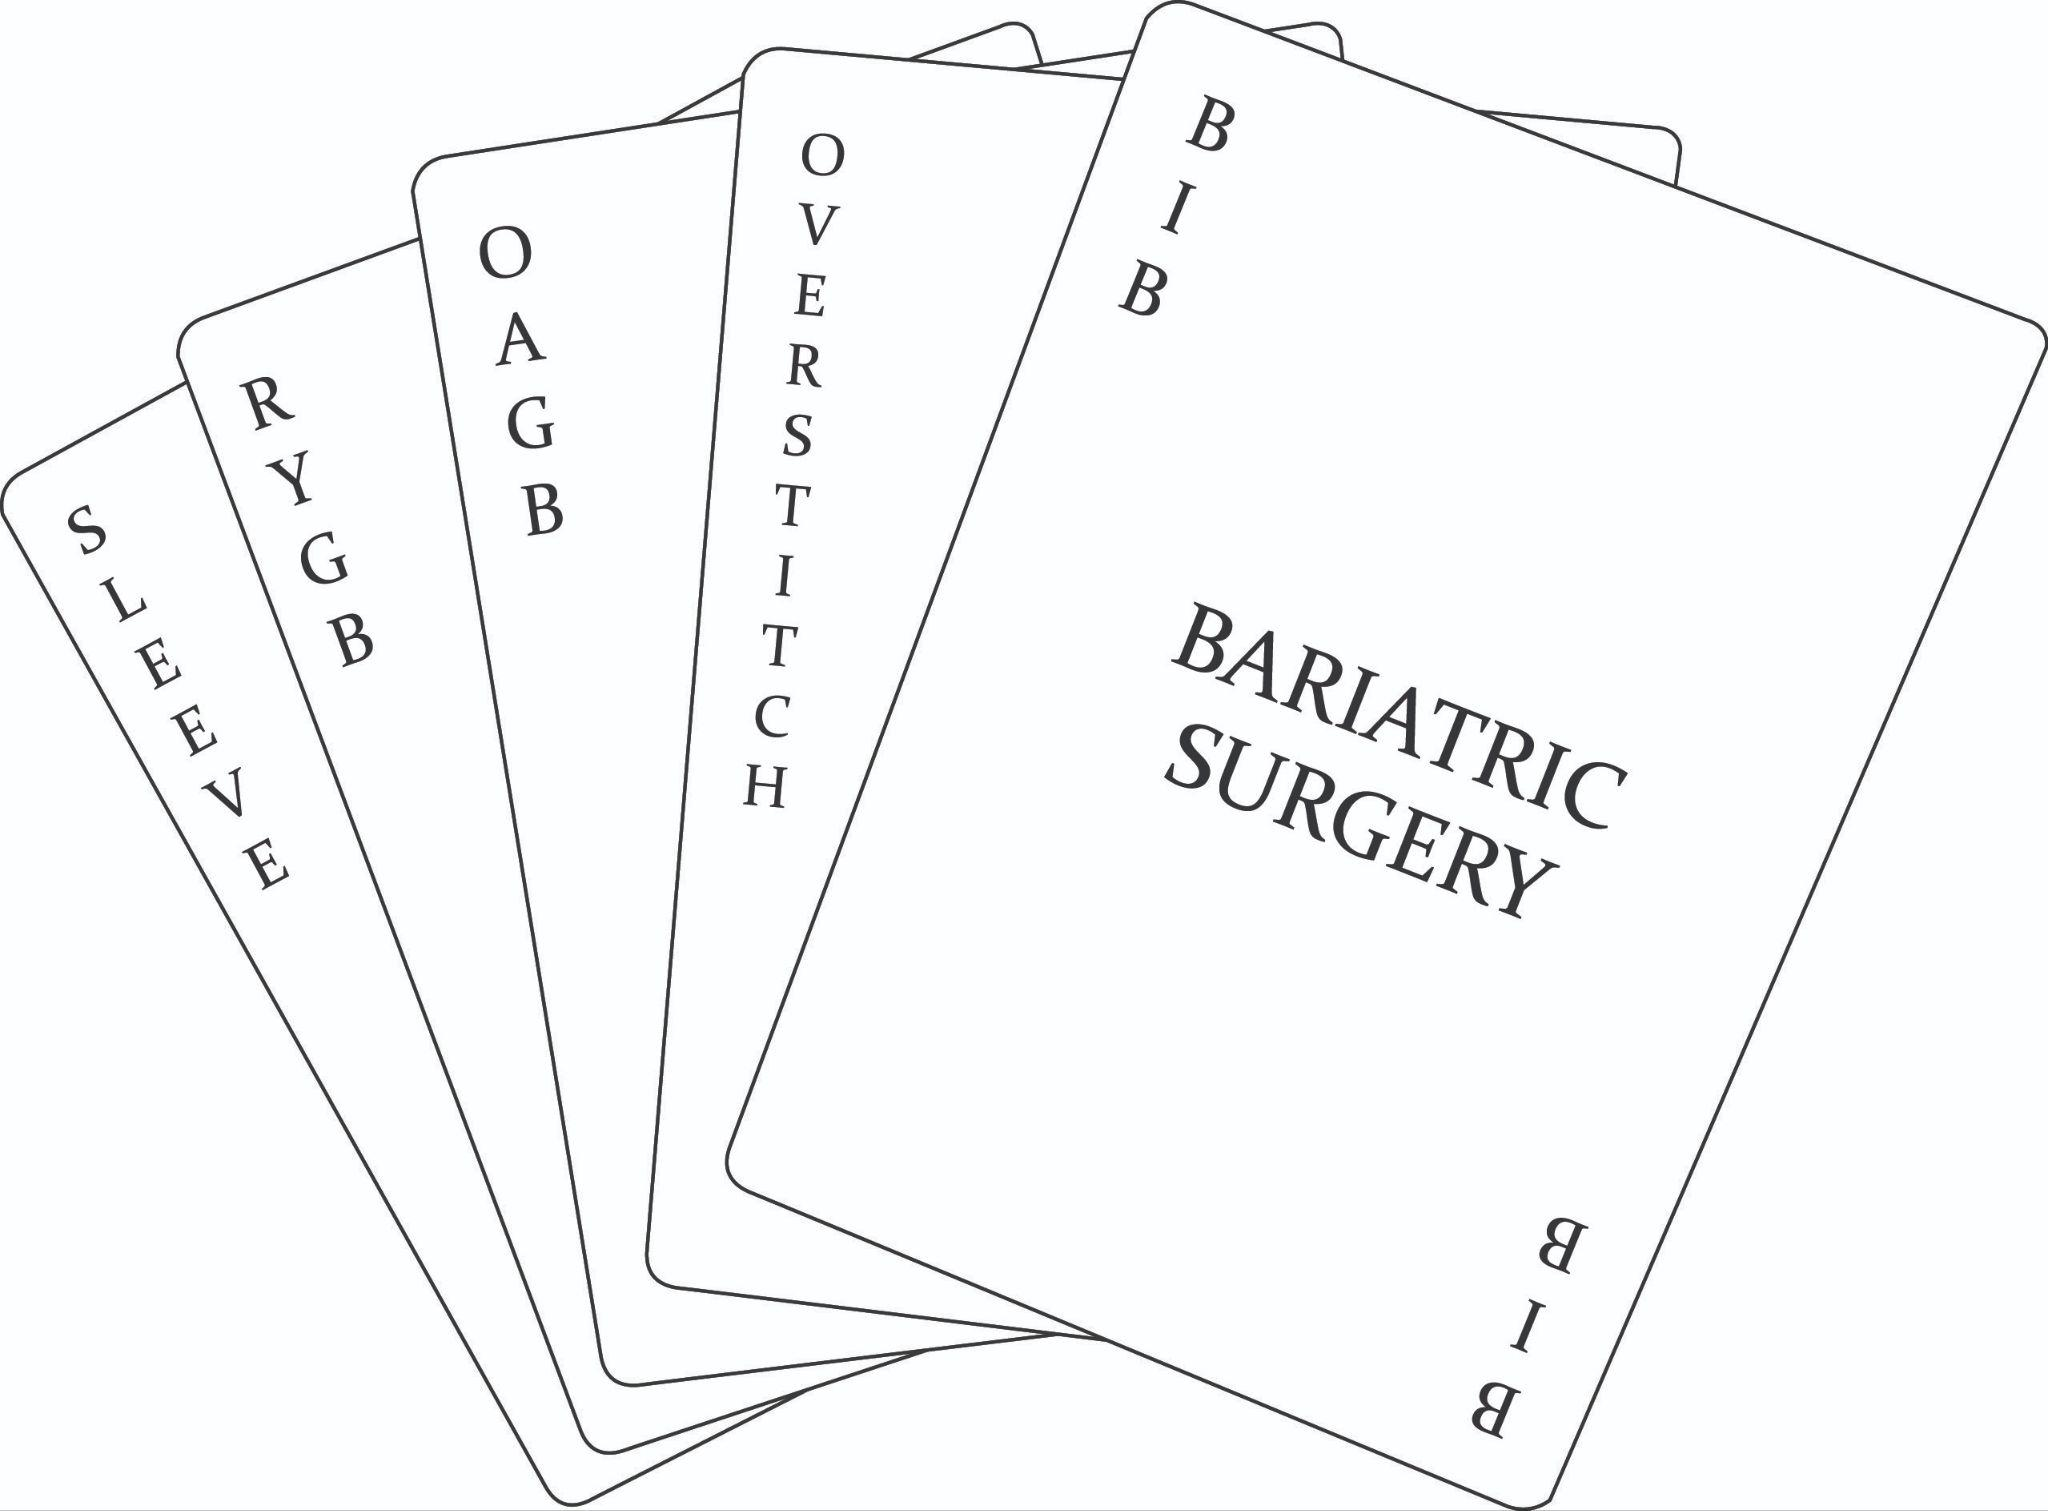 SLEEVE
RYGB
OAGB
OVERSTITCH
BIB
BARIATRIC
SURGERY
BIB